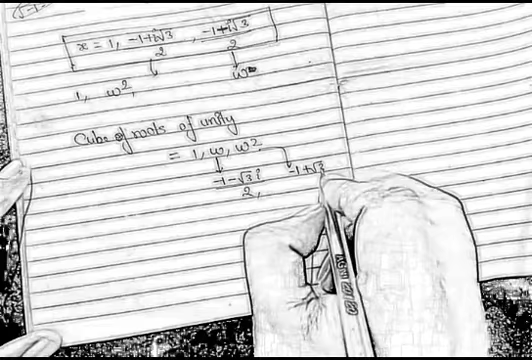 x = 1, -1+i√3/2, -1+i√3/2
1, ω², ω
Cube of roots of unity
= 1, ω, ω²
-1-√3i/2, -1+√3